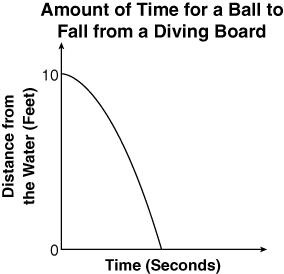 Amount of Time for a Ball to
Fall from a Diving Board
10
Distance from
the Water (Feet)
0
Time (Seconds)